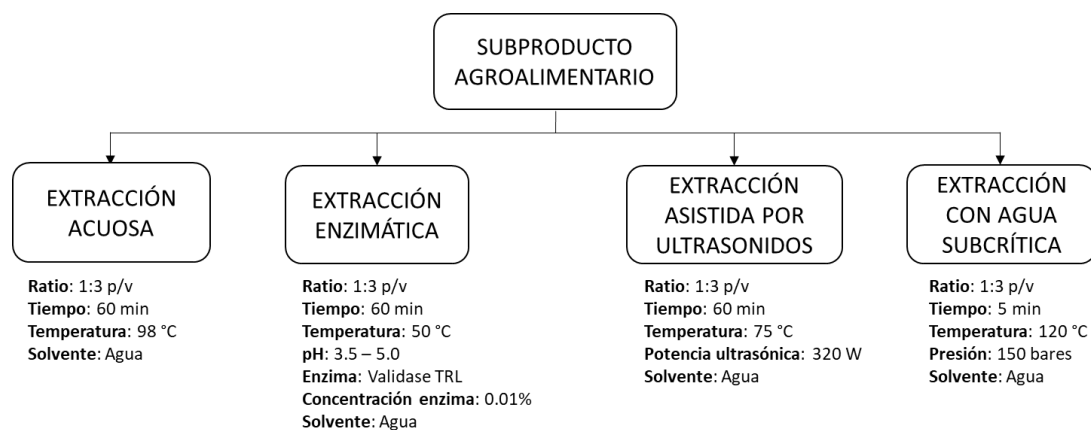 SUBPRODUCTO
AGROALIMENTARIO
EXTRACCIÓN
ACUOSA
Ratio: 1:3 p/v
Tiempo: 60 min
Temperatura: 98 °C
Solvente: Agua
EXTRACCIÓN
ENZIMÁTICA
Ratio: 1:3 p/v
Tiempo: 60 min
Temperatura: 50 °C
pH: 3.5 – 5.0
Enzima: Validase TRL
Concentración enzima: 0.01%
Solvente: Agua
EXTRACCIÓN
ASISTIDA POR
ULTRASONIDOS
Ratio: 1:3 p/v
Tiempo: 60 min
Temperatura: 75 °C
Potencia ultrasónica: 320 W
Solvente: Agua
EXTRACCIÓN
CON AGUA
SUBCRÍTICA
Ratio: 1:3 p/v
Tiempo: 5 min
Temperatura: 120 °C
Presión: 150 bares
Solvente: Agua